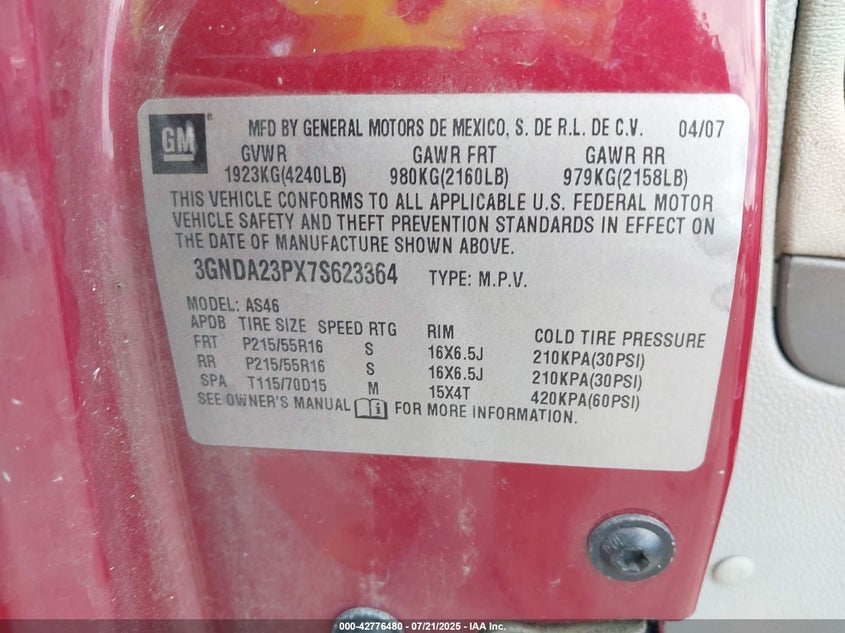 GM
®
MFD BY GENERAL MOTORS DE MEXICO, S. DE R.L. DE C.V. 04/07
GVWR GAWR FRT GAWR RR
1923KG(4240LB) 980KG(2160LB) 979KG(2158LB)
THIS VEHICLE CONFORMS TO ALL APPLICABLE U.S. FEDERAL MOTOR
VEHICLE SAFETY AND THEFT PREVENTION STANDARDS IN EFFECT ON
THE DATE OF MANUFACTURE SHOWN ABOVE.
3GNDA23PX7S623364 TYPE: M.P.V.
MODEL: AS46
APDB TIRE SIZE SPEED RTG RIM COLD TIRE PRESSURE
FRT P215/55R16 S 16X6.5J 210KPA(30PSI)
RR P215/55R16 S 16X6.5J 210KPA(30PSI)
SPA T115/70D15 M 15X4T 420KPA(60PSI)
SEE OWNER'S MANUAL FOR MORE INFORMATION.
000-42776480 - 07/21/2025 - IAA Inc.